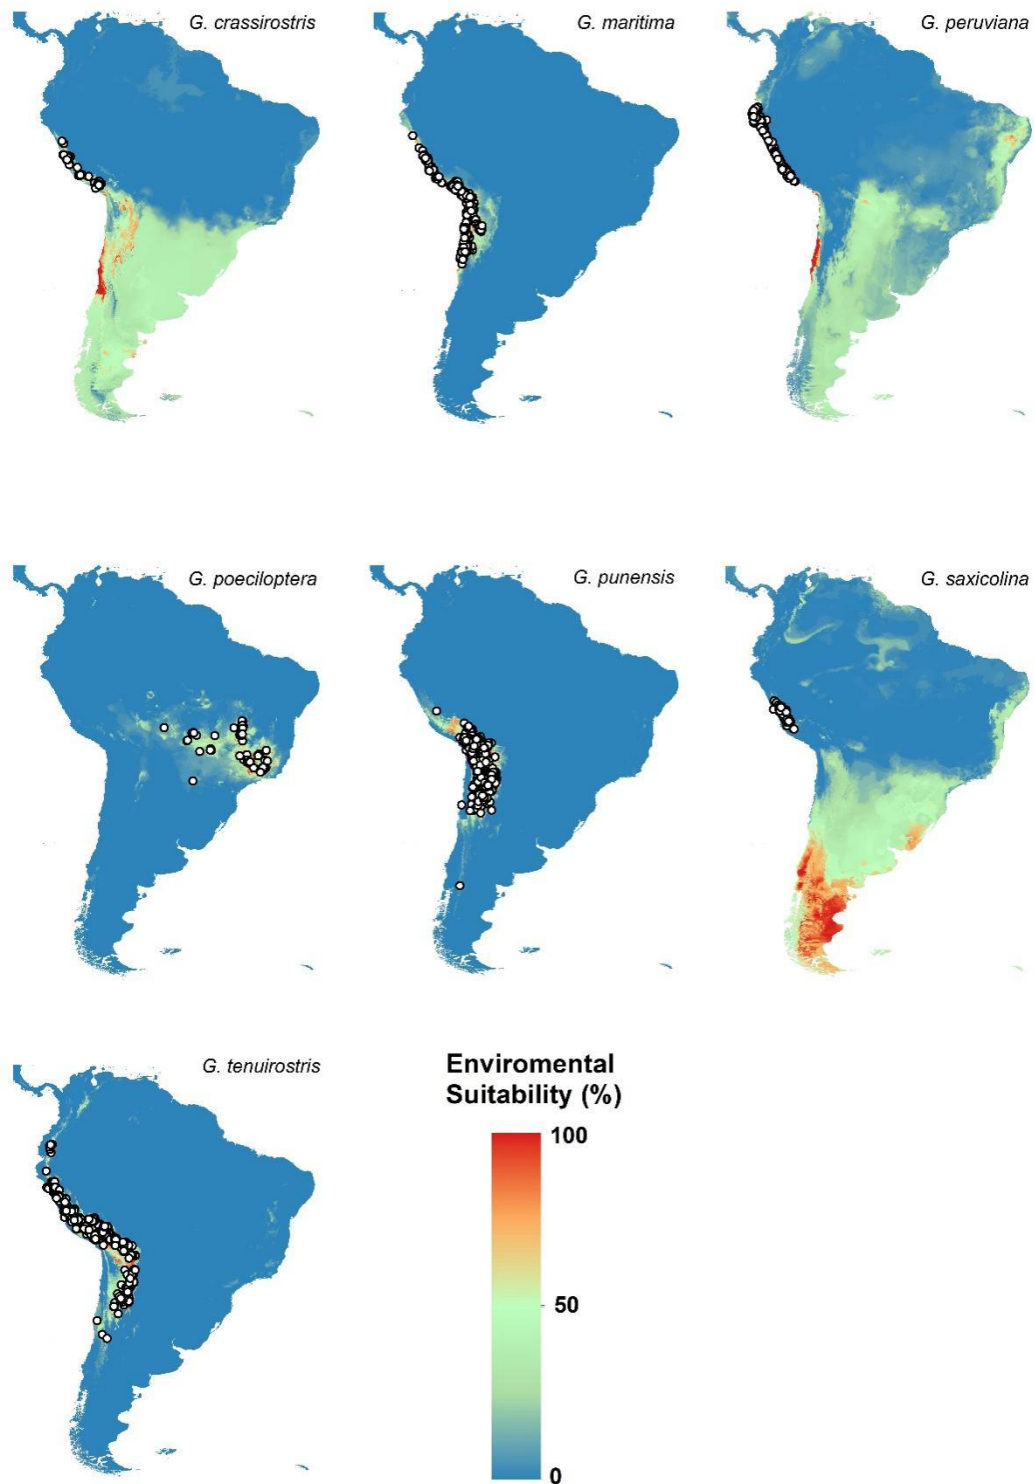 G. crassirostris
G. maritima
G. peruviana
G. poeciloptera
G. punensis
G. saxicolina
G. tenuirostris
Enviromental
Suitability (%)
100
50
0